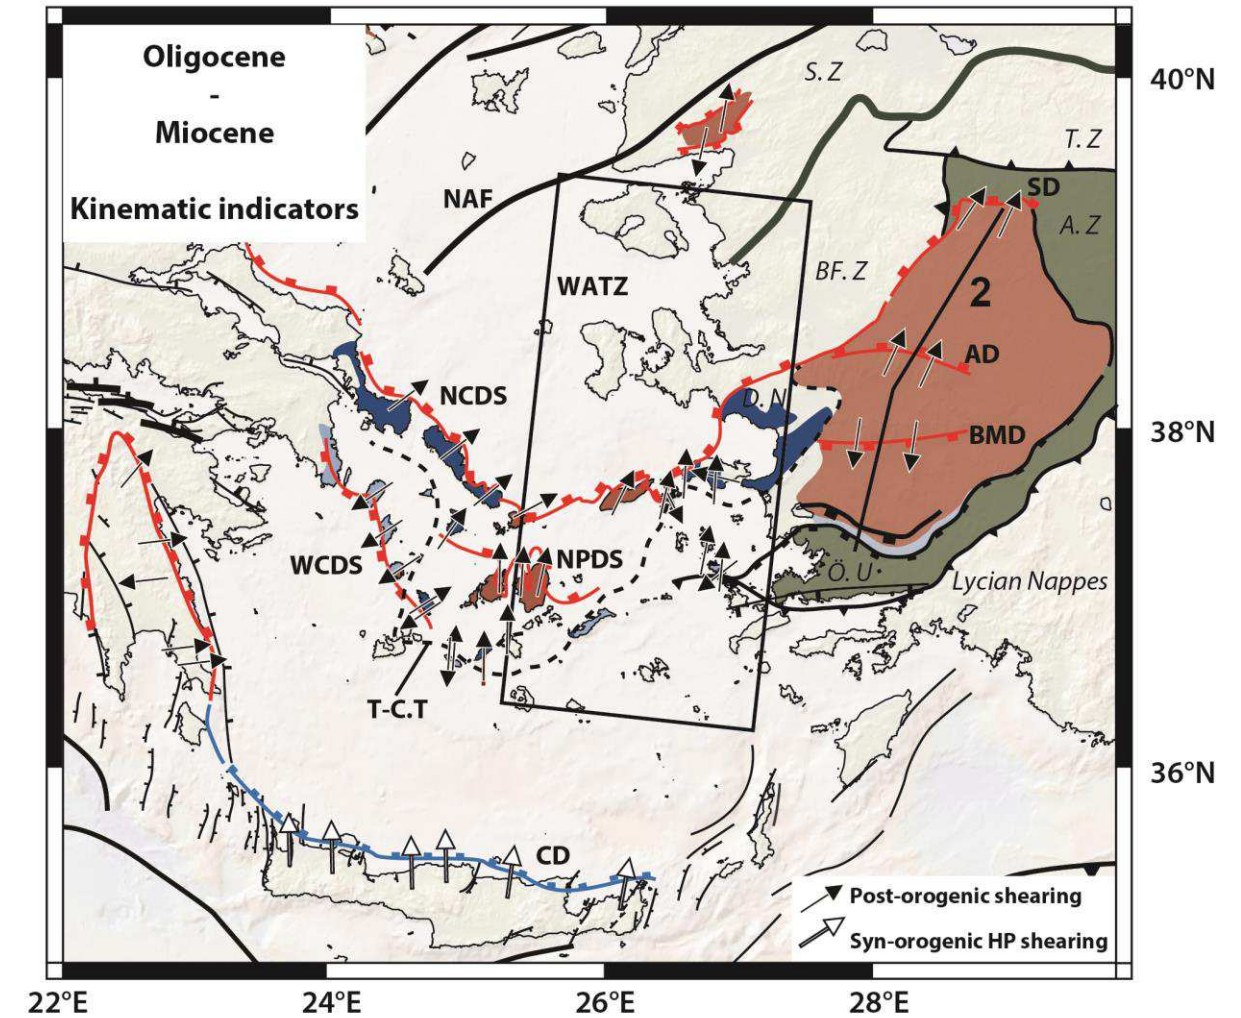 Oligocene
-
Miocene
Kinematic indicators
S. Z
40°N
T. Z
NAF
SD
A. Z
BF. Z
WATZ
2
AD
NCDS
D. N
BMD
38°N
WCDS
NPDS
Ö. U
Lycian Nappes
T-C.T
36°N
CD
Post-orogenic shearing
Syn-orogenic HP shearing
22°E
24°E
26°E
28°E